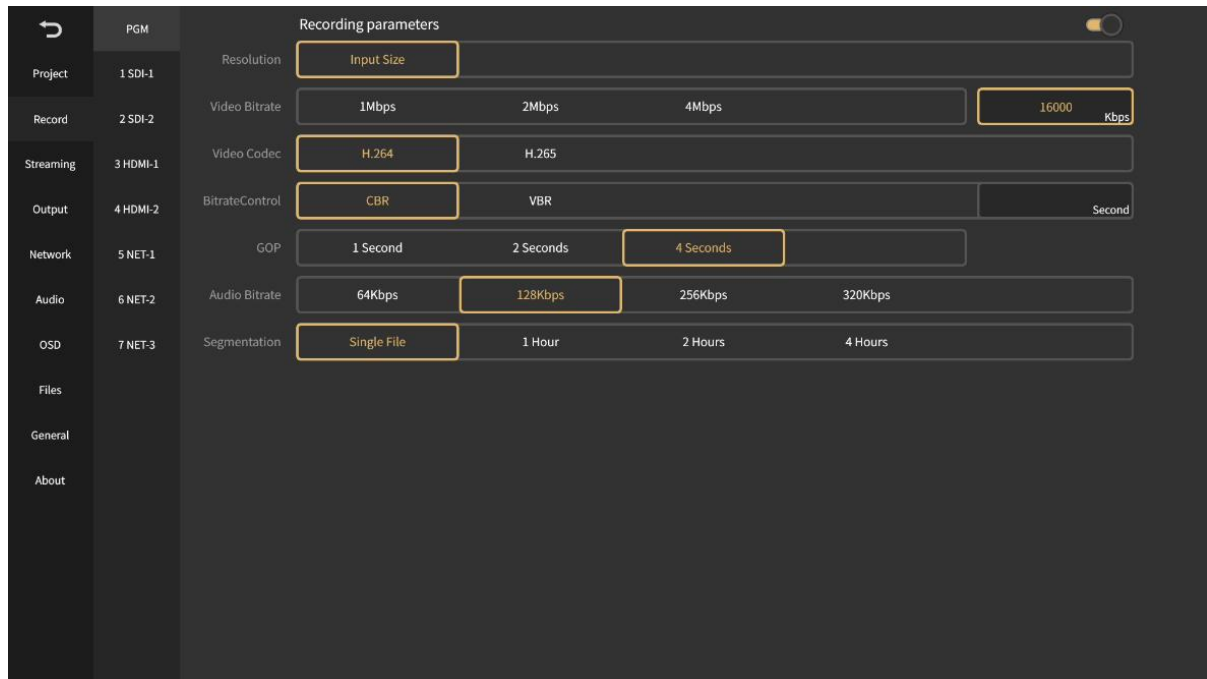 Project
Record
Streaming
Output
Network
Audio
OSD
Files
General
About
PGM
1 SDI-1
2 SDI-2
3 HDMI-1
4 HDMI-2
5 NET-1
6 NET-2
7 NET-3
Recording parameters
Resolution Input Size
Video Bitrate 1Mbps 2Mbps 4Mbps 16000 Kbps
Video Codec H.264 H.265
BitrateControl CBR VBR Second
GOP 1 Second 2 Seconds 4 Seconds
Audio Bitrate 64Kbps 128Kbps 256Kbps 320Kbps
Segmentation Single File 1 Hour 2 Hours 4 Hours